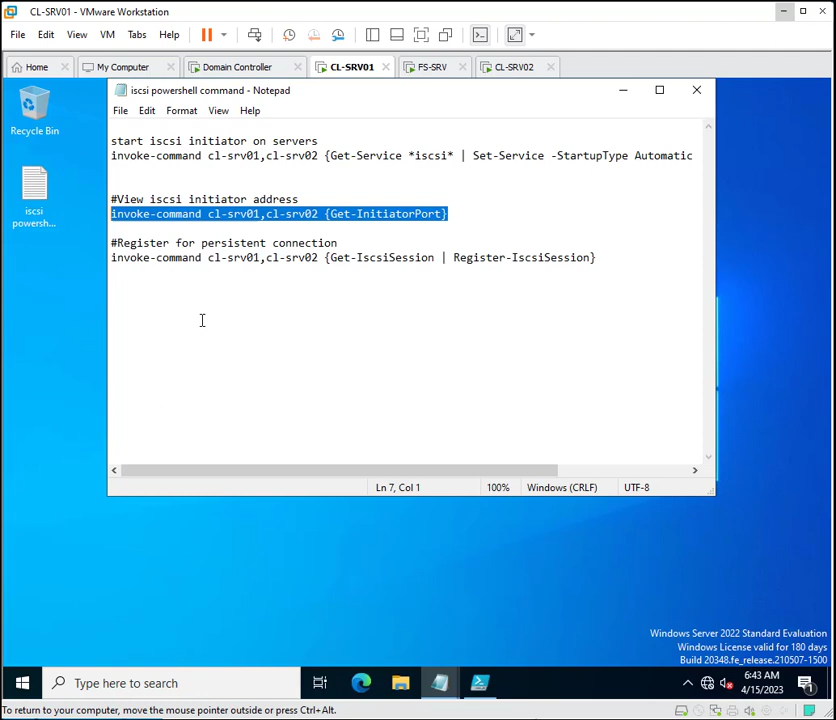 CL-SRV01 - VMware Workstation
File Edit View VM Tabs Help
Home My Computer Domain Controller CL-SRV01 FS-SRV CL-SRV02
iscsi powershell command - Notepad
File Edit Format View Help
Recycle Bin
iscsi
powersh...
start iscsi initiator on servers
invoke-command cl-srv01,cl-srv02 {Get-Service *iscsi* | Set-Service -StartupType Automatic
#View iscsi initiator address
invoke-command cl-srv01,cl-srv02 {Get-InitiatorPort}
#Register for persistent connection
invoke-command cl-srv01,cl-srv02 {Get-IscsiSession | Register-IscsiSession}
Ln 7, Col 1 100% Windows (CRLF) UTF-8
Windows Server 2022 Standard Evaluation
Windows License valid for 180 days
Build 20348.fe_release.210507-1500
Type here to search
6:43 AM
4/15/2023
1
To return to your computer, move the mouse pointer outside or press Ctrl+Alt.